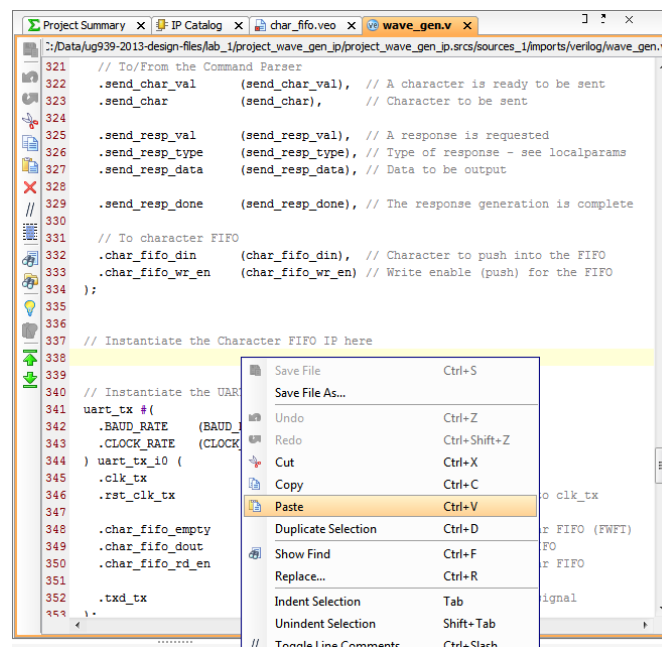 Project Summary x IP Catalog x char_fifo.veo x wave_gen.v x
:/Data/ug939-2013-design-files/lab_1/project_wave_gen_ip/project_wave_gen_ip.srcs/sources_1/imports/verilog/wave_gen.
321 // To/From the Command Parser
322 .send_char_val (send_char_val), // A character is ready to be sent
323 .send_char (send_char), // Character to be sent
324
325 .send_resp_val (send_resp_val), // A response is requested
326 .send_resp_type (send_resp_type), // Type of response - see localparams
327 .send_resp_data (send_resp_data), // Data to be output
328
329 .send_resp_done (send_resp_done), // The response generation is complete
330
331 // To character FIFO
332 .char_fifo_din (char_fifo_din), // Character to push into the FIFO
333 .char_fifo_wr_en (char_fifo_wr_en) // Write enable (push) for the FIFO
334 );
335
336
337 // Instantiate the Character FIFO IP here
338
339
340 // Instantiate the UAR
341 uart_tx #(
342 .BAUD_RATE (BAUD_
343 .CLOCK_RATE (CLOCK
344 ) uart_tx_i0 (
345 .clk_tx
346 .rst_clk_tx o clk_tx
347
348 .char_fifo_empty r FIFO (FWFT)
349 .char_fifo_dout FO
350 .char_fifo_rd_en r FIFO
351
352 .txd_tx ignal
353 );
Save File Ctrl+S
Save File As...
Undo Ctrl+Z
Redo Ctrl+Shift+Z
Cut Ctrl+X
Copy Ctrl+C
Paste Ctrl+V
Duplicate Selection Ctrl+D
Show Find Ctrl+F
Replace... Ctrl+R
Indent Selection Tab
Unindent Selection Shift+Tab
// Toggle Line Comments Ctrl+Slash